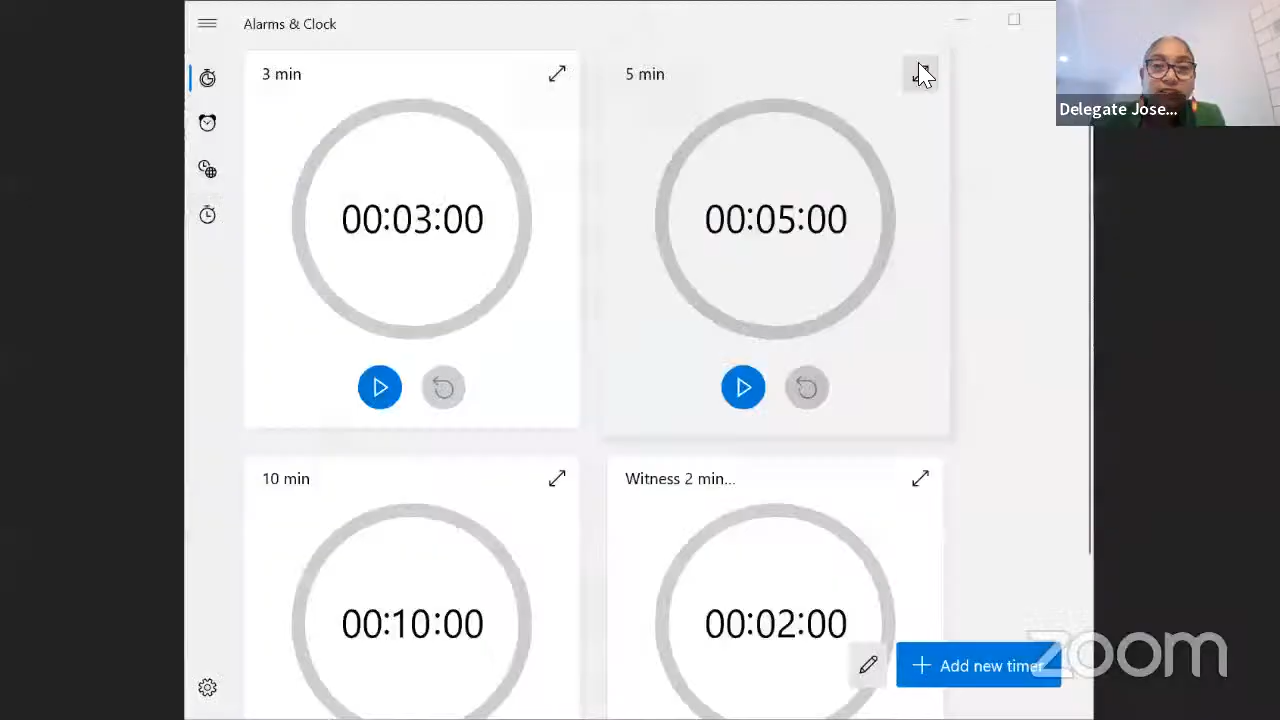 Alarms & Clock
3 min
5 min
Delegate Jose...
00:03:00
00:05:00
10 min
Witness 2 min...
00:10:00
00:02:00
Add new timer
zoom